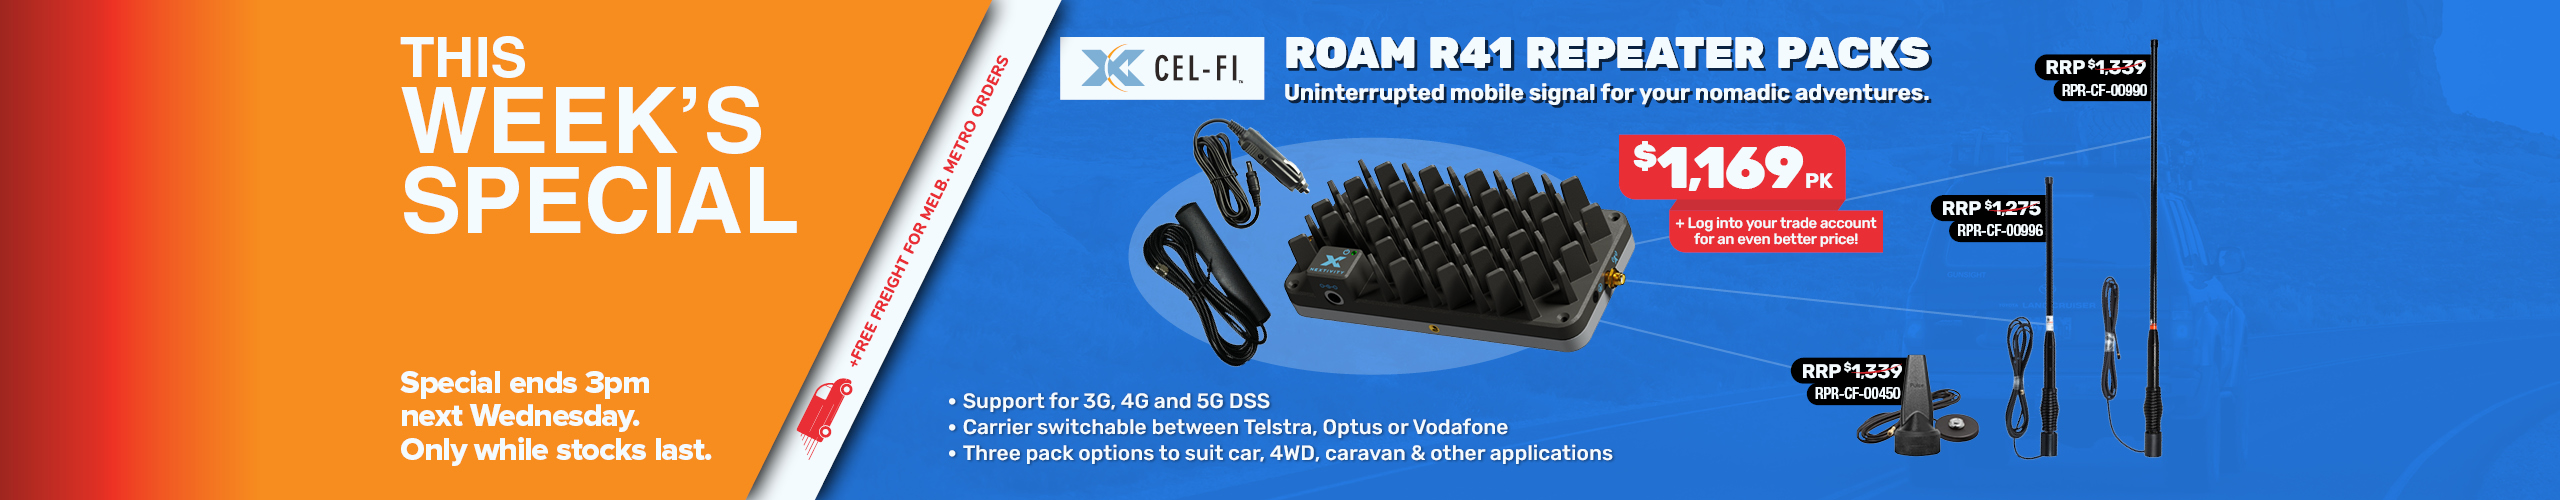 THIS
WEEK'S
SPECIAL
Special ends 3pm
next Wednesday.
Only while stocks last.
+FREE FREIGHT FOR MELB. METRO ORDERS
CEL-FI™
ROAM R41 REPEATER PACKS
Uninterrupted mobile signal for your nomadic adventures.
$1,169PK
+ Log into your trade account
for an even better price!
NEXTIVITY
• Support for 3G, 4G and 5G DSS
• Carrier switchable between Telstra, Optus or Vodafone
• Three pack options to suit car, 4WD, caravan & other applications
RRP $1,339
RPR-CF-00990
RRP $1,275
RPR-CF-00996
RRP $1,339
RPR-CF-00450